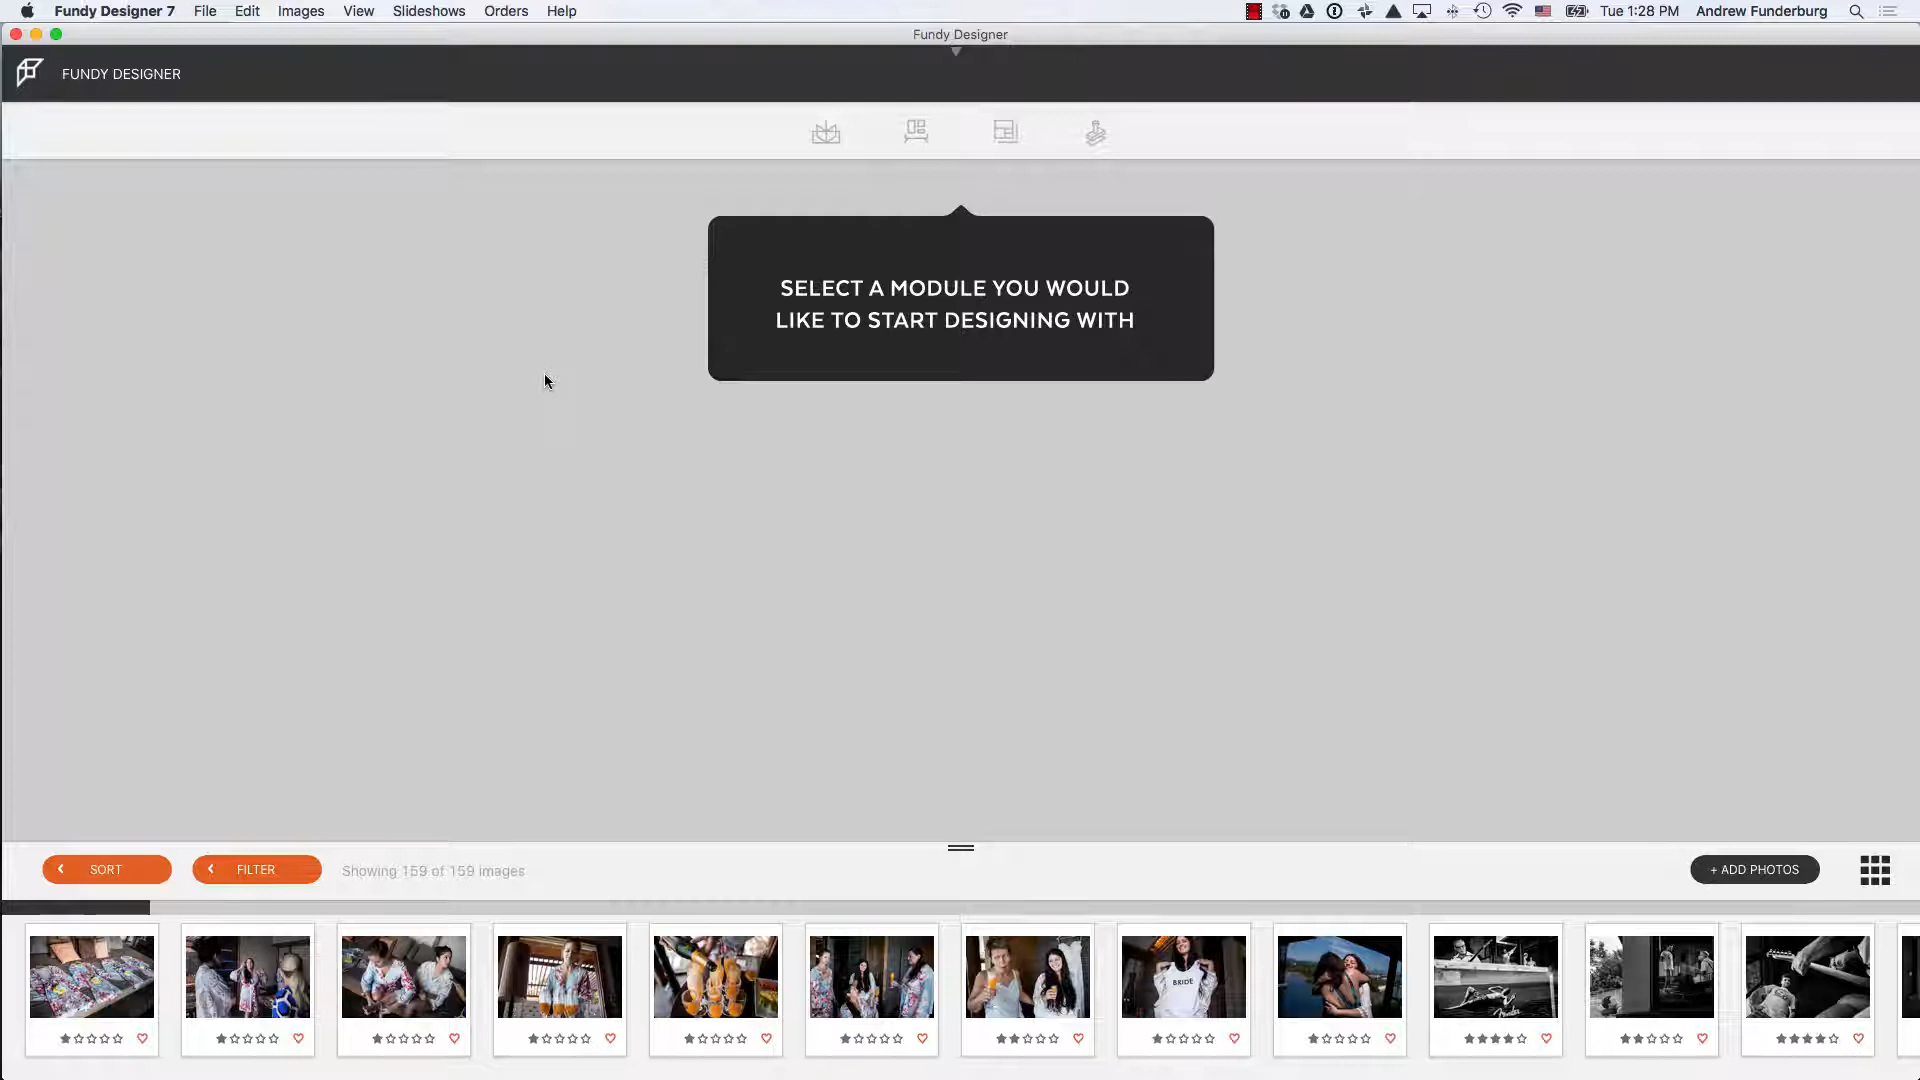 Fundy Designer 7 File Edit Images View Slideshows Orders Help Tue 1:28 PM Andrew Funderburg
Fundy Designer
FUNDY DESIGNER
SELECT A MODULE YOU WOULD
LIKE TO START DESIGNING WITH
SORT FILTER Showing 159 of 159 images + ADD PHOTOS
BRIDE
Fender